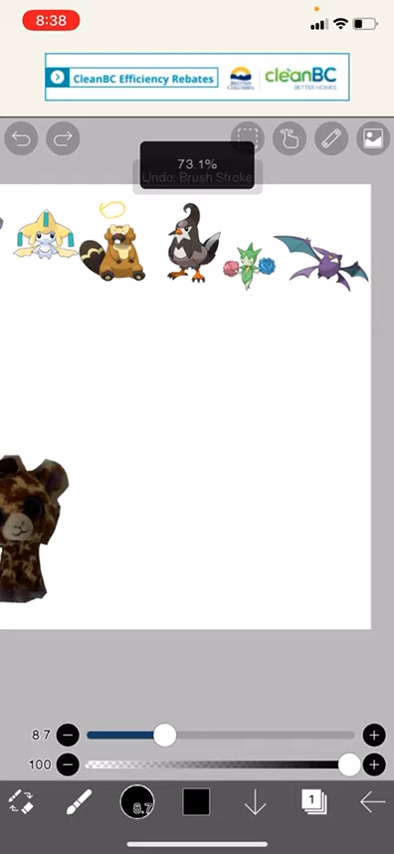 8:38
CleanBC Efficiency Rebates
BRITISH COLUMBIA
cleanBC
BETTER HOMES
73.1%
Undo: Brush Stroke
8.7
100
8.7
1